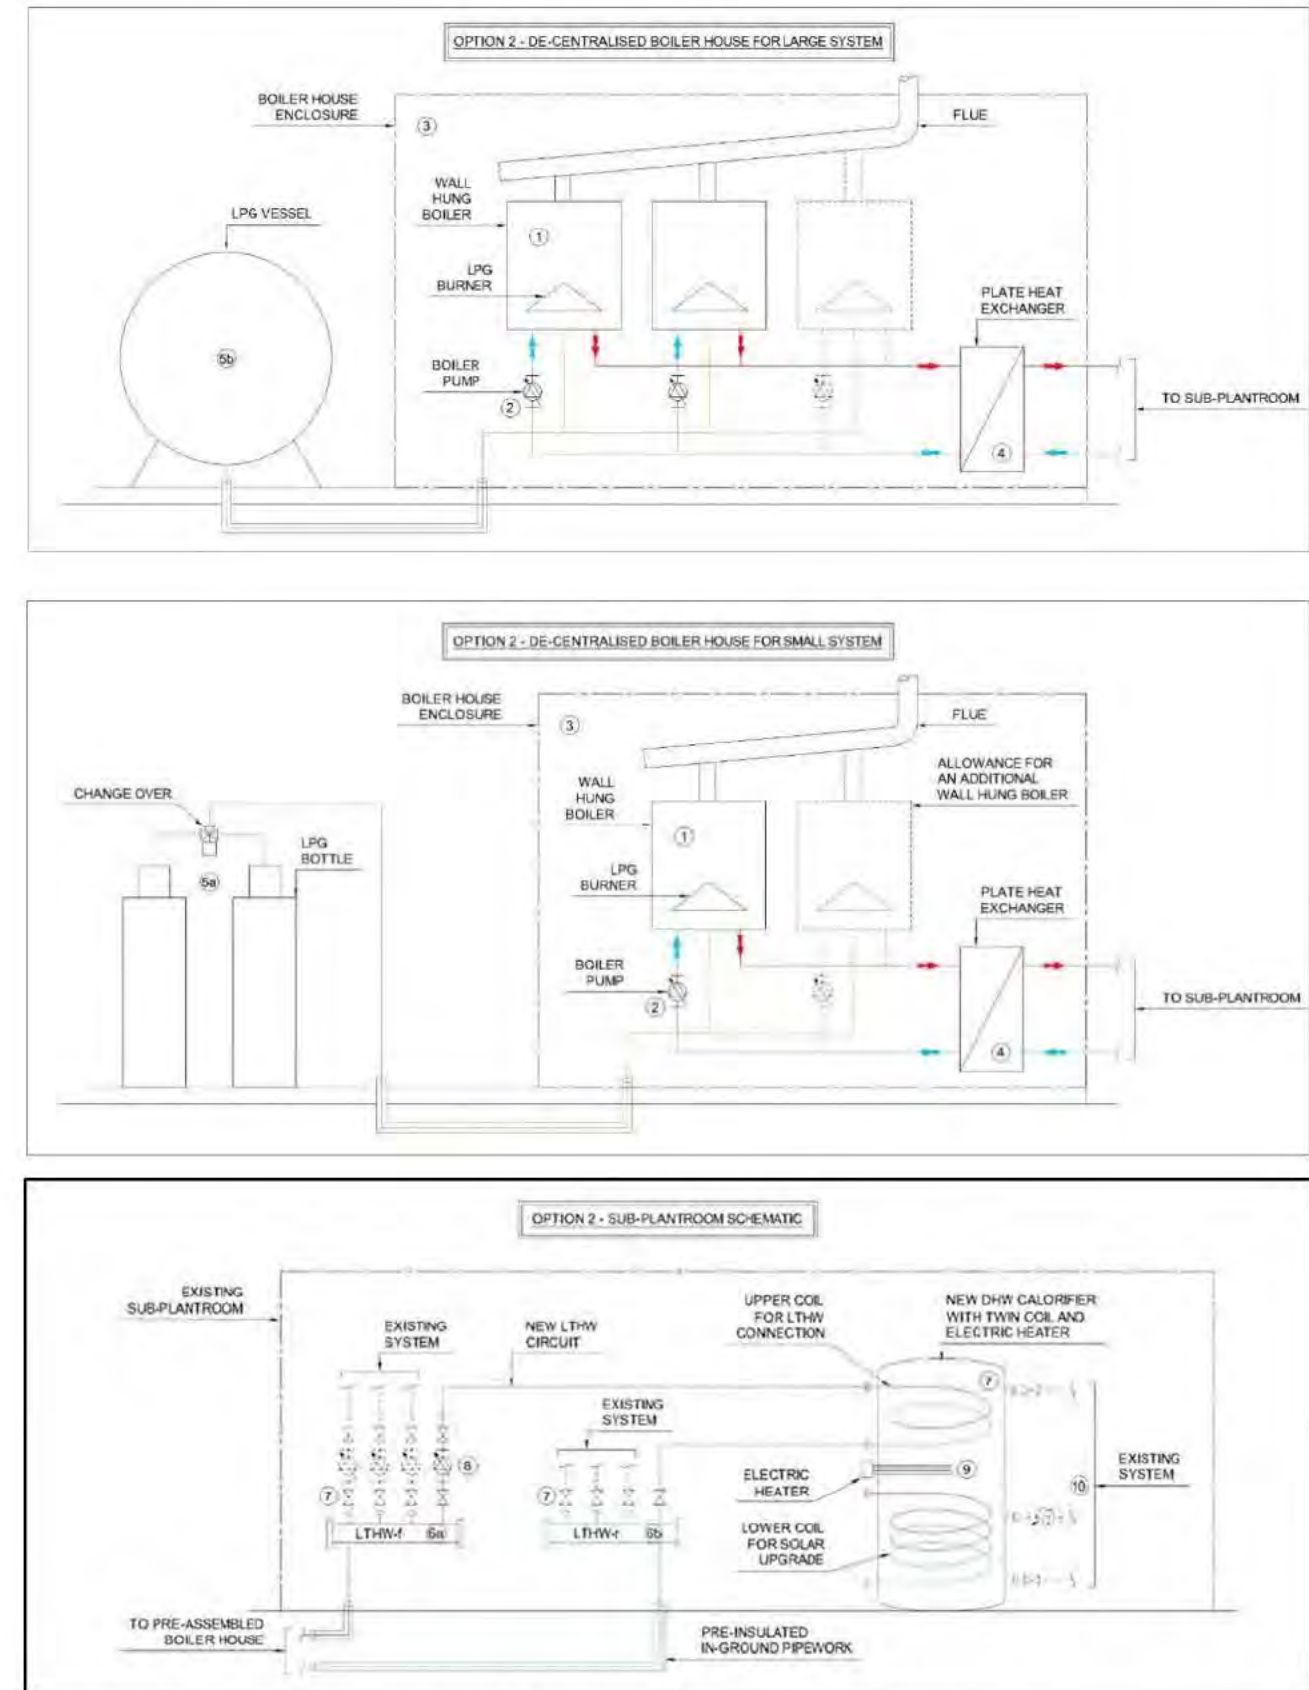 OPTION 2 - DE-CENTRALISED BOILER HOUSE FOR LARGE SYSTEM
BOILER HOUSE
ENCLOSURE
3
FLUE
WALL
HUNG
BOILER
1
LPG VESSEL
LPG
BURNER
PLATE HEAT
EXCHANGER
5b
BOILER
PUMP
2
TO SUB-PLANTROOM
4
OPTION 2 - DE-CENTRALISED BOILER HOUSE FOR SMALL SYSTEM
BOILER HOUSE
ENCLOSURE
3
FLUE
ALLOWANCE FOR
AN ADDITIONAL
WALL HUNG BOILER
WALL
HUNG
BOILER
1
CHANGE OVER
LPG
BOTTLE
5a
LPG
BURNER
PLATE HEAT
EXCHANGER
BOILER
PUMP
2
TO SUB-PLANTROOM
4
OPTION 2 - SUB-PLANTROOM SCHEMATIC
EXISTING
SUB-PLANTROOM
EXISTING
SYSTEM
NEW LTHW
CIRCUIT
UPPER COIL
FOR LTHW
CONNECTION
NEW DHW CALORIFIER
WITH TWIN COIL AND
ELECTRIC HEATER
7
EXISTING
SYSTEM
8
7
7
ELECTRIC
HEATER
9
10
EXISTING
SYSTEM
LTHW-f
6a
LTHW-r
6b
LOWER COIL
FOR SOLAR
UPGRADE
TO PRE-ASSEMBLED
BOILER HOUSE
PRE-INSULATED
IN-GROUND PIPEWORK